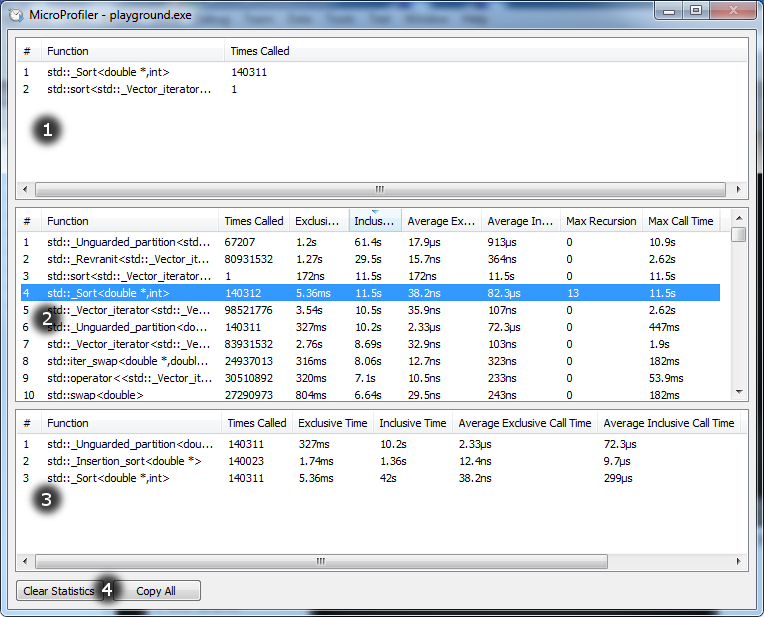 MicroProfiler - playground.exe
# Function Times Called
1 std::_Sort<double *,int> 140311
2 std::sort<std::_Vector_iterator... 1
1
# Function Times Called Exclusi... Inclus... Average Ex... Average In... Max Recursion Max Call Time
1 std::_Unguarded_partition<std... 67207 1.2s 61.4s 17.9µs 913µs 0 10.9s
2 std::_Revranit<std::_Vector_it... 80931532 1.27s 29.5s 15.7ns 364ns 0 2.62s
3 std::sort<std::_Vector_iterator... 1 172ns 11.5s 172ns 11.5s 0 11.5s
4 std::_Sort<double *,int> 140312 5.36ms 11.5s 38.2ns 82.3µs 13 11.5s
5 std::_Vector_iterator<std::_Ve... 98521776 3.54s 10.5s 35.9ns 107ns 0 2.62s
2
6 std::_Unguarded_partition<do... 140311 327ms 10.2s 2.33µs 72.3µs 0 447ms
7 std::_Vector_iterator<std::_Ve... 83931532 2.76s 8.69s 32.9ns 103ns 0 1.9s
8 std::iter_swap<double *,doubl... 24937013 316ms 8.06s 12.7ns 323ns 0 182ms
9 std::operator<<std::_Vector_it... 30510892 320ms 7.1s 10.5ns 233ns 0 53.9ms
10 std::swap<double> 27290973 804ms 6.64s 29.5ns 243ns 0 182ms
# Function Times Called Exclusive Time Inclusive Time Average Exclusive Call Time Average Inclusive Call Time
1 std::_Unguarded_partition<dou... 140311 327ms 10.2s 2.33µs 72.3µs
2 std::_Insertion_sort<double *> 140023 1.74ms 1.36s 12.4ns 9.7µs
3 std::_Sort<double *,int> 140311 5.36ms 42s 38.2ns 299µs
3
Clear Statistics 4 Copy All